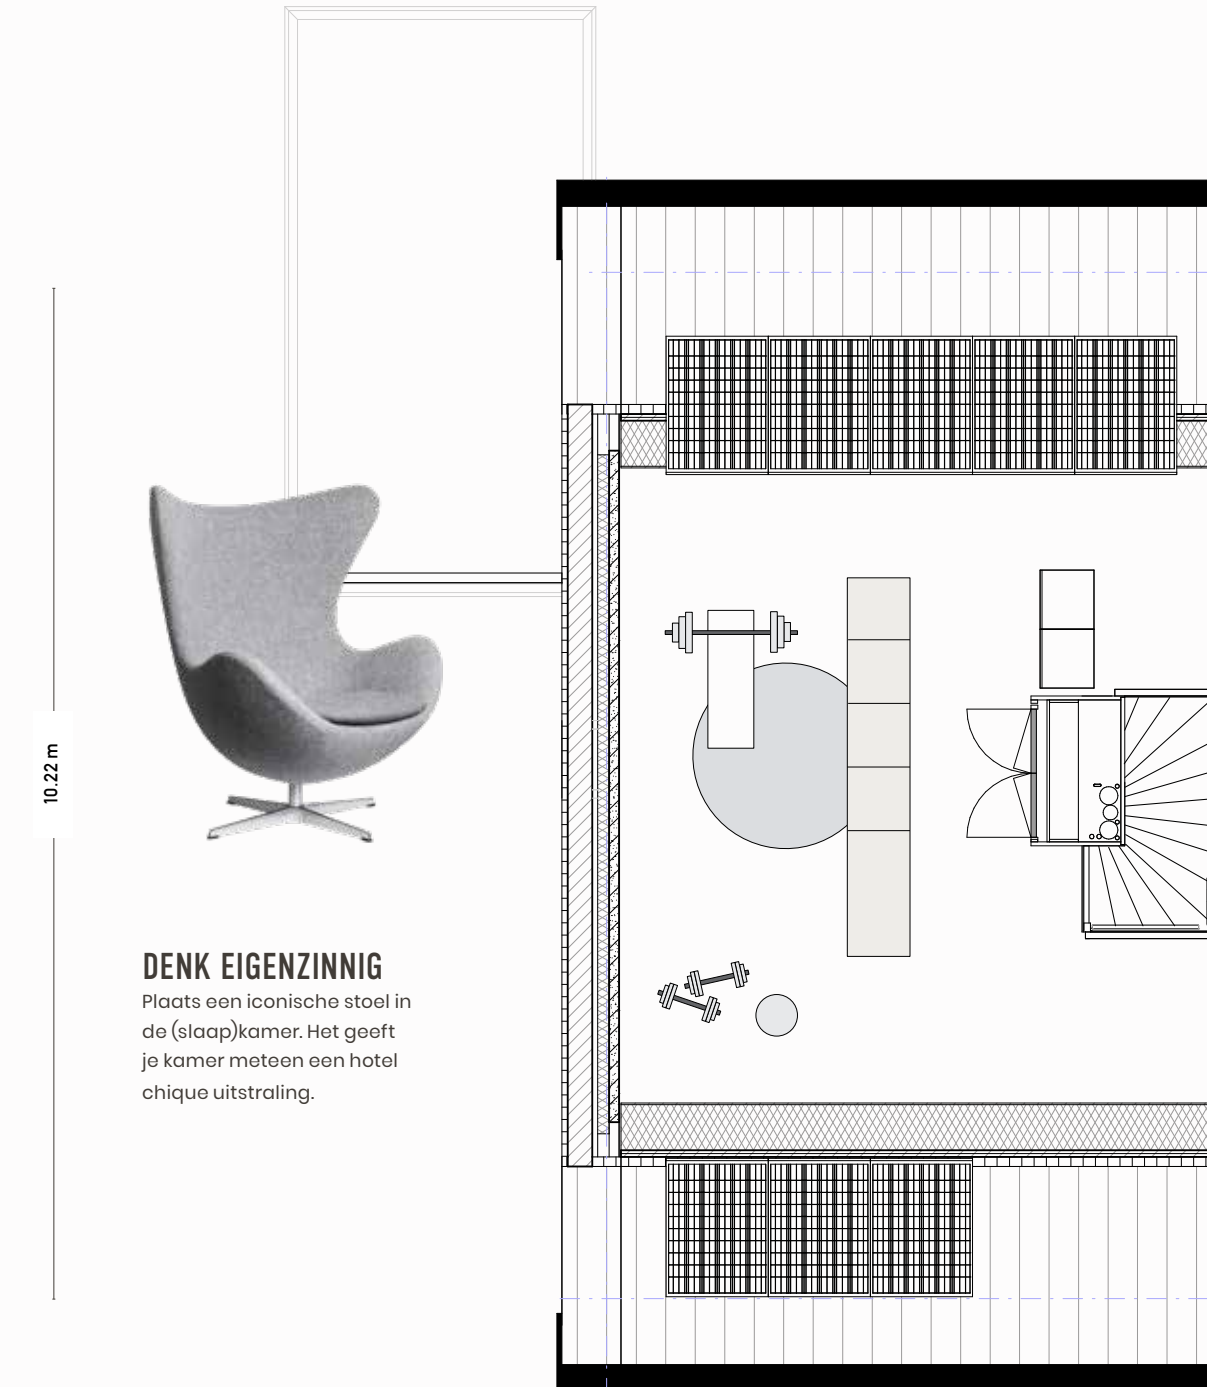 10.22 m
DENK EIGENZINNIG
Plaats een iconische stoel in
de (slaap)kamer. Het geeft
je kamer meteen een hotel
chique uitstraling.